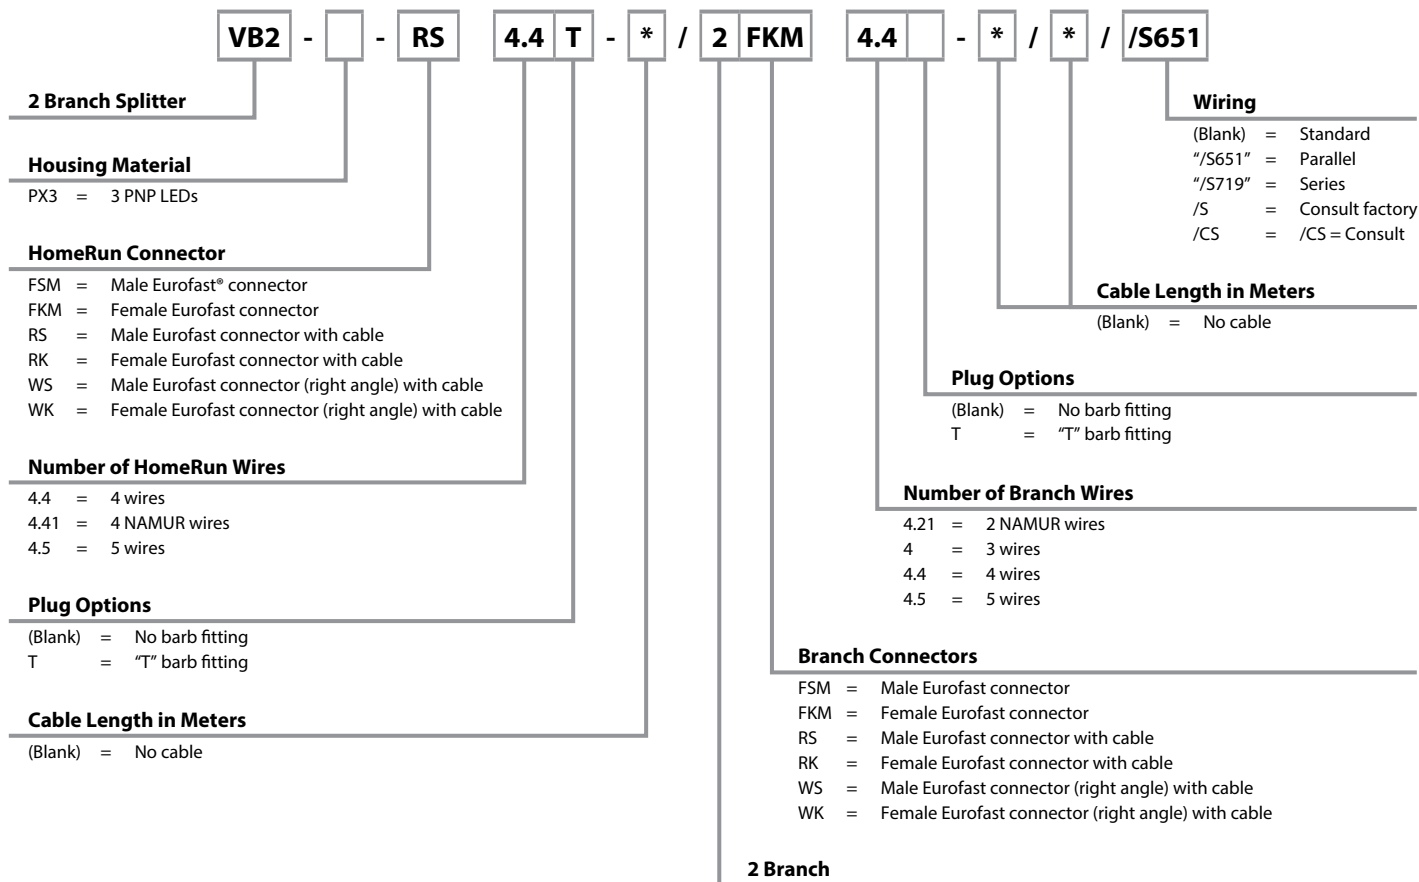 VB2 - - RS 4.4 T - * / 2 FKM 4.4 - * / * / /S651
2 Branch Splitter
Housing Material
PX3 = 3 PNP LEDs
HomeRun Connector
FSM = Male Eurofast® connector
FKM = Female Eurofast connector
RS = Male Eurofast connector with cable
RK = Female Eurofast connector with cable
WS = Male Eurofast connector (right angle) with cable
WK = Female Eurofast connector (right angle) with cable
Number of HomeRun Wires
4.4 = 4 wires
4.41 = 4 NAMUR wires
4.5 = 5 wires
Plug Options
(Blank) = No barb fitting
T = “T” barb fitting
Cable Length in Meters
(Blank) = No cable
Wiring
(Blank) = Standard
“/S651” = Parallel
“/S719” = Series
/S = Consult factory
/CS = /CS = Consult
Cable Length in Meters
(Blank) = No cable
Plug Options
(Blank) = No barb fitting
T = “T” barb fitting
Number of Branch Wires
4.21 = 2 NAMUR wires
4 = 3 wires
4.4 = 4 wires
4.5 = 5 wires
Branch Connectors
FSM = Male Eurofast connector
FKM = Female Eurofast connector
RS = Male Eurofast connector with cable
RK = Female Eurofast connector with cable
WS = Male Eurofast connector (right angle) with cable
WK = Female Eurofast connector (right angle) with cable
2 Branch